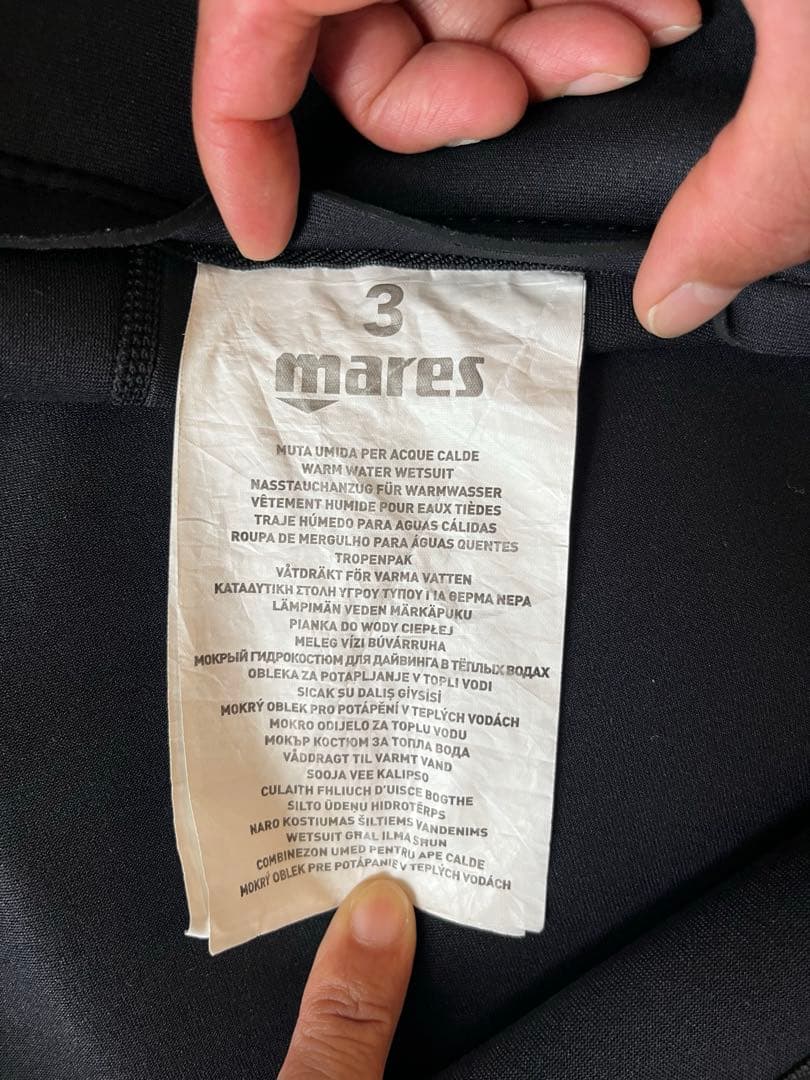 3
mares
MUTA UMIDA PER ACQUE CALDE
WARM WATER WETSUIT
NASSTAUCHANZUG FÜR WARMWASSER
VÊTEMENT HUMIDE POUR EAUX TIÈDES
TRAJE HÚMEDO PARA AGUAS CÁLIDAS
ROUPA DE MERGULHO PARA ÁGUAS QUENTES
TROPENPAK
VÅTDRÄKT FÖR VARMA VATTEN
ΚΑΤΑΔΥΤΙΚΗ ΣΤΟΛΗ ΥΓΡΟΥ ΤΥΠΟΥ ΓΙΑ ΘΕΡΜΑ ΝΕΡΑ
LÄMPIMÄN VEDEN MÄRKÄPUKU
PIANKA DO WODY CIEPŁEJ
MELEG VÍZI BÚVÁRRUHA
МОКРЫЙ ГИДРОКОСТЮМ ДЛЯ ДАЙВИНГА В ТЁПЛЫХ ВОДАХ
OBLEKA ZA POTAPLJANJE V TOPLI VODI
SICAK SU DALIŞ GİYSİSİ
MOKRÝ OBLEK PRO POTÁPĚNÍ V TEPLÝCH VODÁCH
MOKRO ODIJELO ZA TOPLU VODU
МОКЪР КОСТЮМ ЗА ТОПЛА ВОДА
VÅDDRAGT TIL VARMT VAND
SOOJA VEE KALIPSO
CULAITH FHLIUCH D'UISCE BOGTHE
SILTO ŪDEŅU HIDROTĒRPS
NARO KOSTIUMAS ŠILTIEMS VANDENIMS
WETSUIT GĦAL ILMA SĦUN
COMBINEZON UMED PENTRU APE CALDE
MOKRÝ OBLEK PRE POTÁPANIE V TEPLÝCH VODÁCH